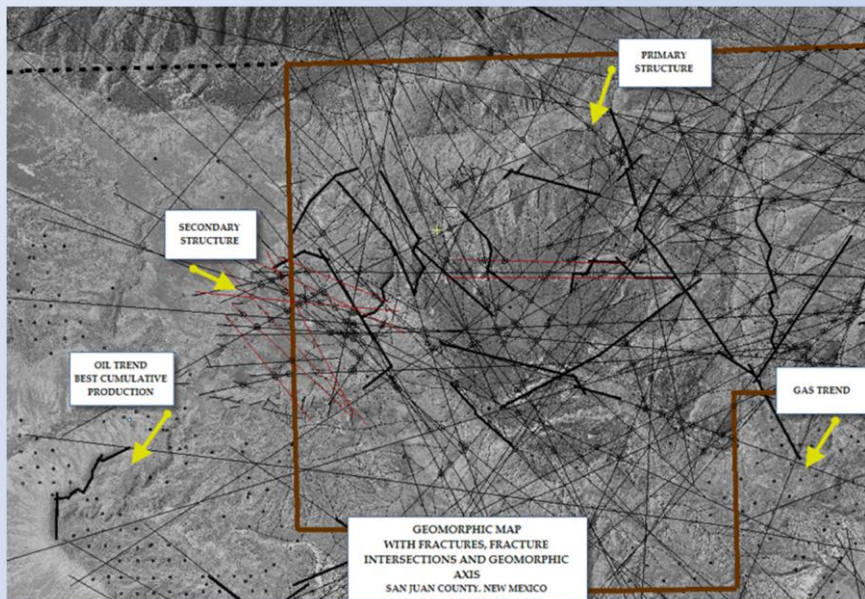 PRIMARY
STRUCTURE
SECONDARY
STRUCTURE
OIL TREND
BEST CUMULATIVE
PRODUCTION
GAS TREND
GEOMORPHIC MAP
WITH FRACTURES, FRACTURE
INTERSECTIONS AND GEOMORPHIC
AXIS
SAN JUAN COUNTY, NEW MEXICO